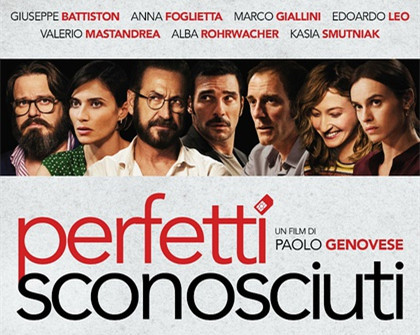 GIUSEPPE BATTISTON ANNA FOGLIETTA MARCO GIALLINI EDOARDO LEO
VALERIO MASTANDREA ALBA ROHRWACHER KASIA SMUTNIAK
perfetti
UN FILM DI
PAOLO GENOVESE
sconosciuti